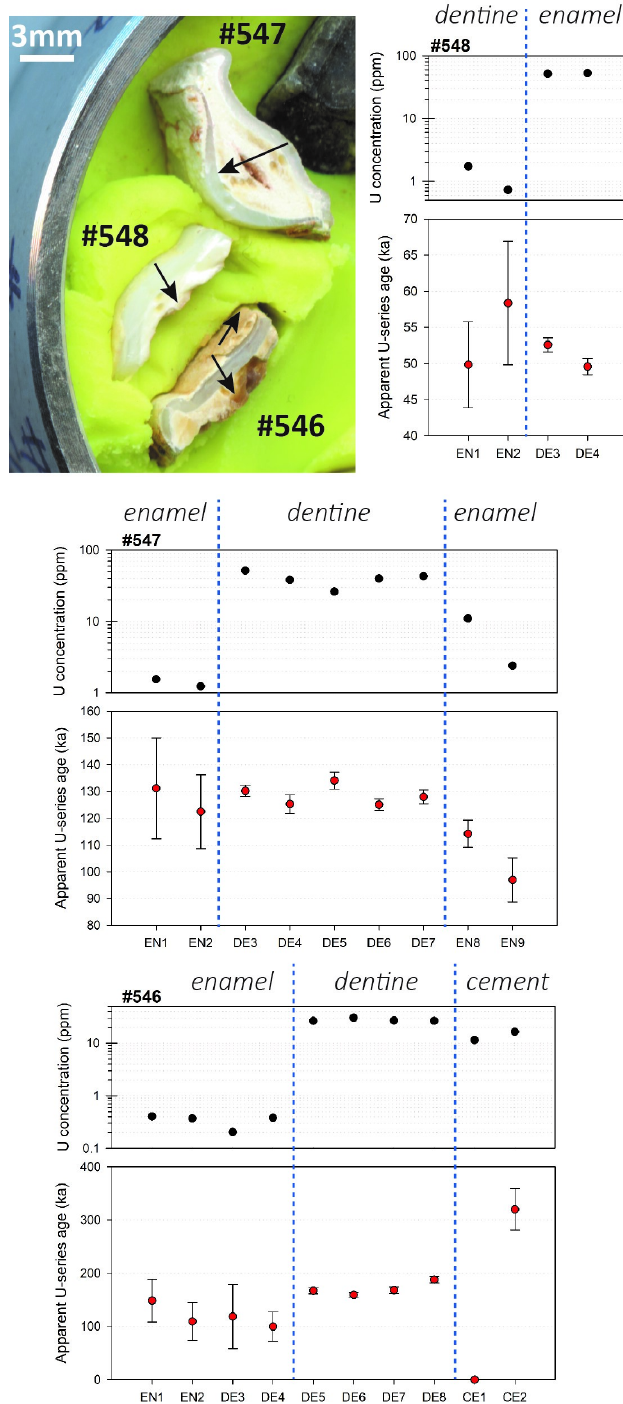 3mm
#547
#548
#546
dentine enamel
#548
U concentration (ppm)
100
10
1
Apparent U-series age (ka)
70
65
60
55
50
45
40
EN1 EN2 DE3 DE4
enamel dentine enamel
#547
U concentration (ppm)
100
10
1
Apparent U-series age (ka)
160
150
140
130
120
110
100
90
80
EN1 EN2 DE3 DE4 DE5 DE6 DE7 EN8 EN9
enamel dentine cement
#546
U concentration (ppm)
10
1
0.1
Apparent U-series age (ka)
400
300
200
100
0
EN1 EN2 DE3 DE4 DE5 DE6 DE7 DE8 CE1 CE2